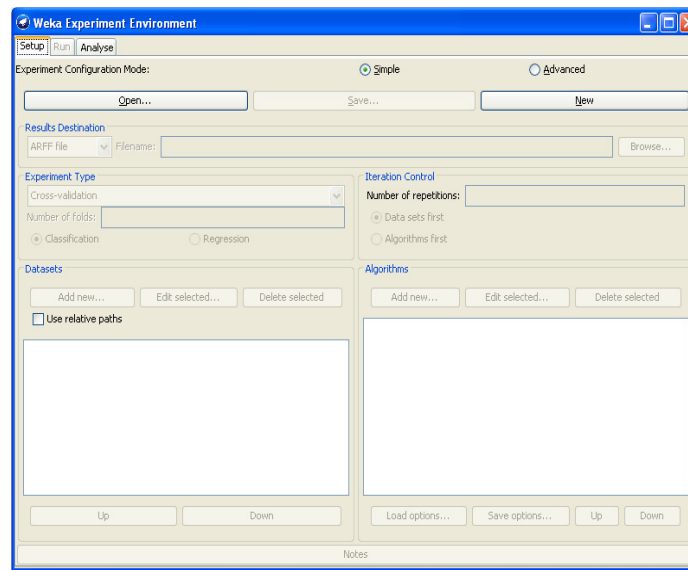 Weka Experiment Environment
Setup Run Analyse
Experiment Configuration Mode: Simple Advanced
Open... Save... New
Results Destination
ARFF file Filename: Browse...
Experiment Type
Cross-validation
Number of folds:
Classification Regression
Iteration Control
Number of repetitions:
Data sets first
Algorithms first
Datasets
Add new... Edit selected... Delete selected
Use relative paths
Up Down
Algorithms
Add new... Edit selected... Delete selected
Load options... Save options... Up Down
Notes